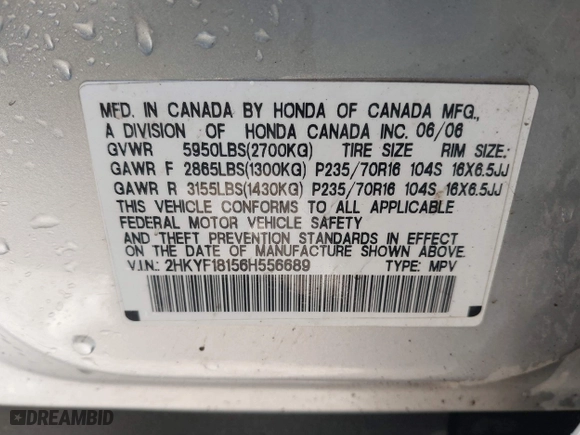 MFD. IN CANADA BY HONDA OF CANADA MFG.,
A DIVISION OF HONDA CANADA INC. 06/06
GVWR 5950LBS(2700KG) TIRE SIZE RIM SIZE:
GAWR F 2865LBS(1300KG) P235/70R16 104S 16X6.5JJ
GAWR R 3155LBS(1430KG) P235/70R16 104S 16X6.5JJ
THIS VEHICLE CONFORMS TO ALL APPLICABLE
FEDERAL MOTOR VEHICLE SAFETY
AND THEFT PREVENTION STANDARDS IN EFFECT
ON THE DATE OF MANUFACTURE SHOWN ABOVE.
V.I.N.: 2HKYF18156H556689 TYPE: MPV
DREAMBID